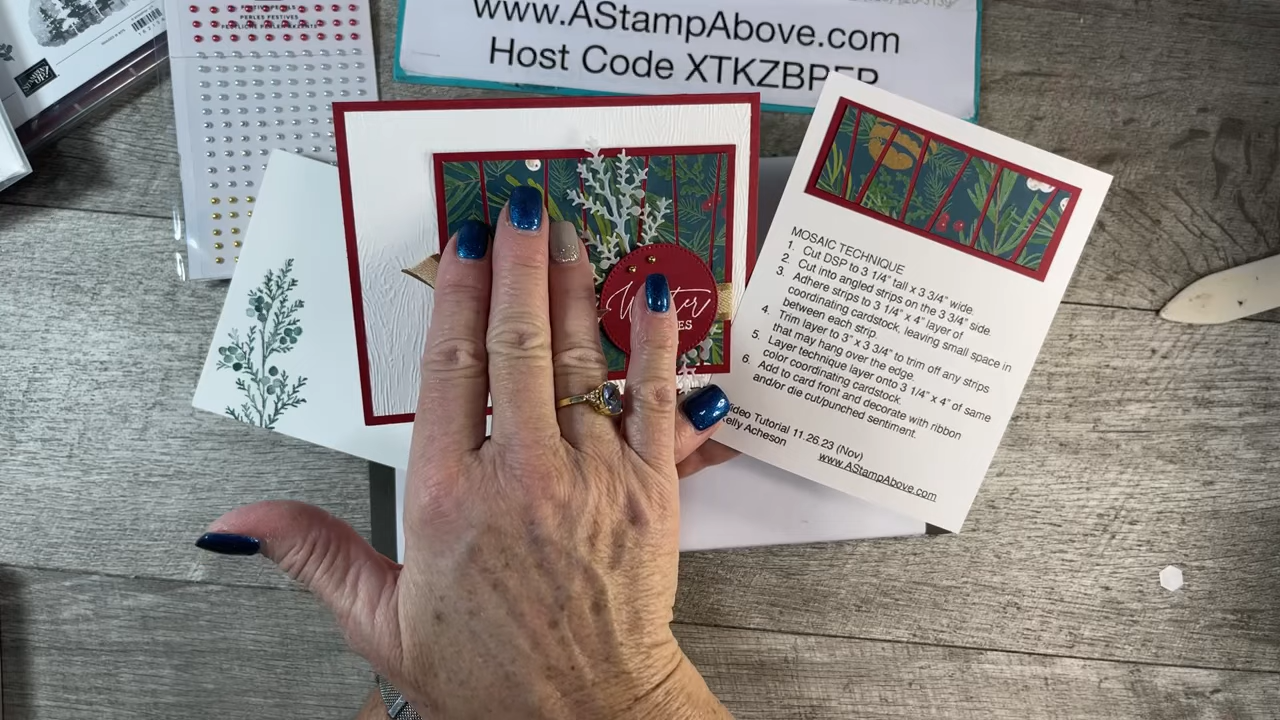 www.AStampAbove.com
Host Code XTKZBPFR
PERLES FESTIVES
Winter
MOSAIC TECHNIQUE
1. Cut DSP to 3 1/4" tall x 3 3/4" wide.
2. Cut into angled strips on the 3 3/4" side.
3. Adhere strips to 3 1/4" x 4" layer of
coordinating cardstock, leaving small space in
between each strip.
4. Trim layer to 3" x 3 3/4" to trim off any strips
that may hang over the edge.
5. Layer technique layer onto 3 1/4" x 4" of same
color coordinating cardstock.
6. Add to card front and decorate with ribbon
and/or die cut/punched sentiment.
Video Tutorial 11.26.23 (Nov)
Kelly Acheson
www.AStampAbove.com